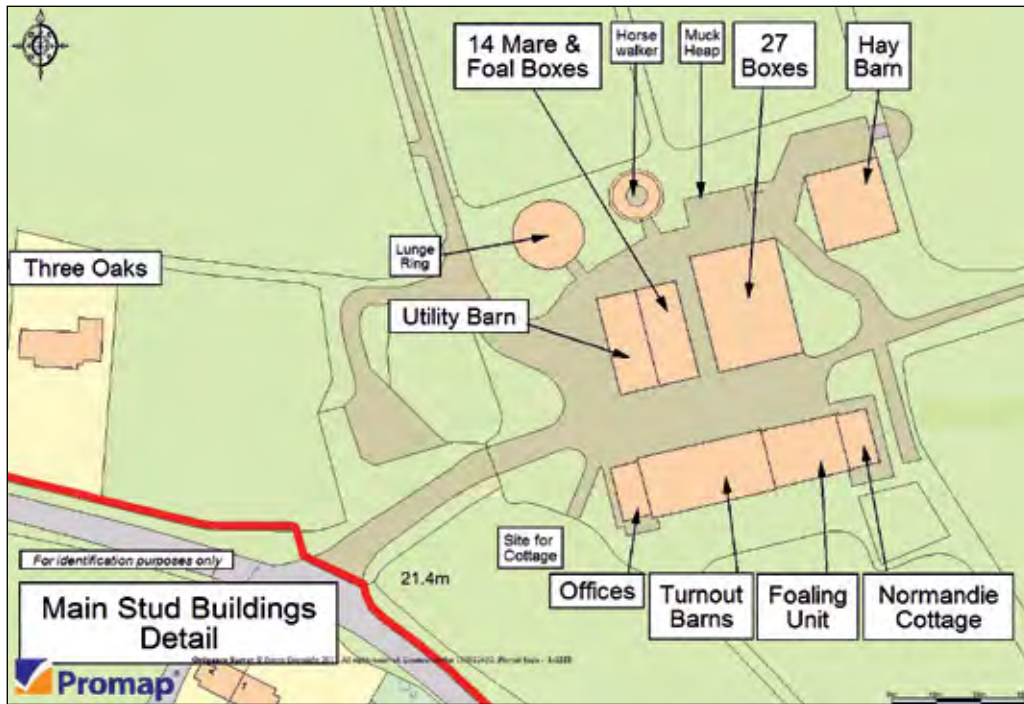 14 Mare &
Foal Boxes
Horse
walker
Muck
Heap
27
Boxes
Hay
Barn
Lunge
Ring
Three Oaks
Utility Barn
Site for
Cottage
For identification purposes only
21.4m
Offices
Turnout
Barns
Foaling
Unit
Normandie
Cottage
Main Stud Buildings
Detail
2
1
Promap